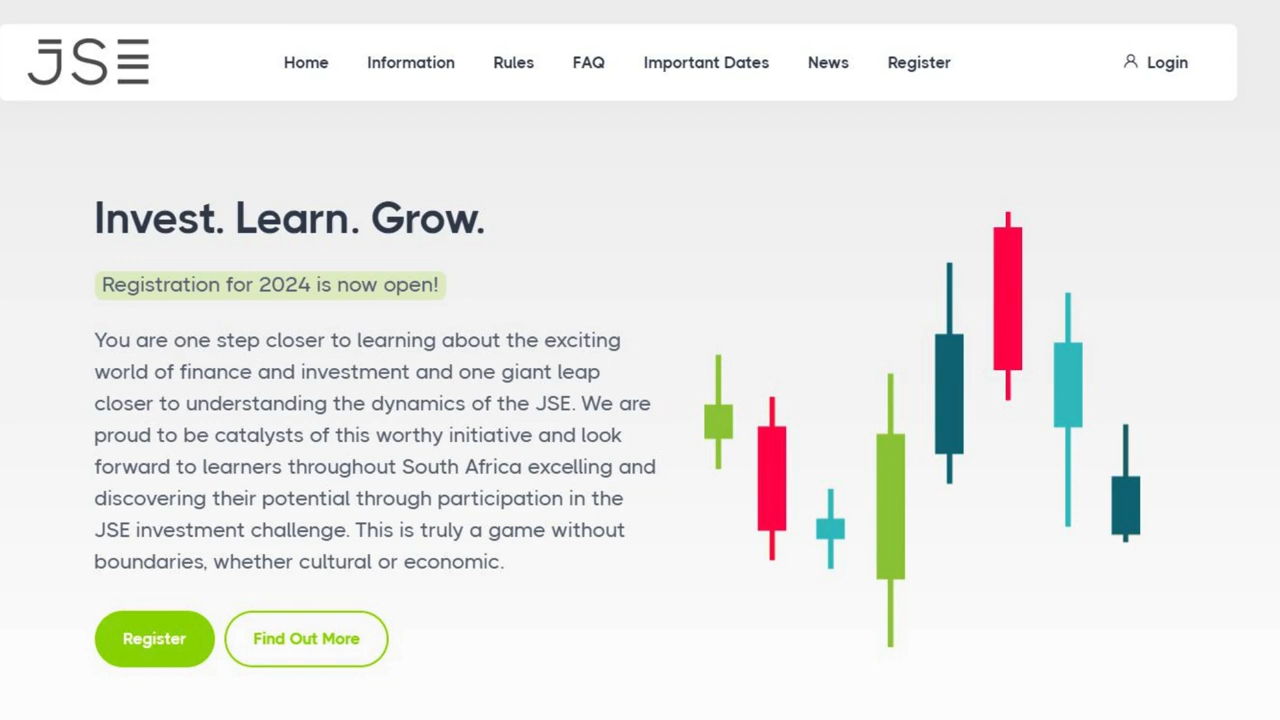 JSE
Home Information Rules FAQ Important Dates News Register Login
Invest. Learn. Grow.
Registration for 2024 is now open!
You are one step closer to learning about the exciting
world of finance and investment and one giant leap
closer to understanding the dynamics of the JSE. We are
proud to be catalysts of this worthy initiative and look
forward to learners throughout South Africa excelling and
discovering their potential through participation in the
JSE investment challenge. This is truly a game without
boundaries, whether cultural or economic.
Register Find Out More